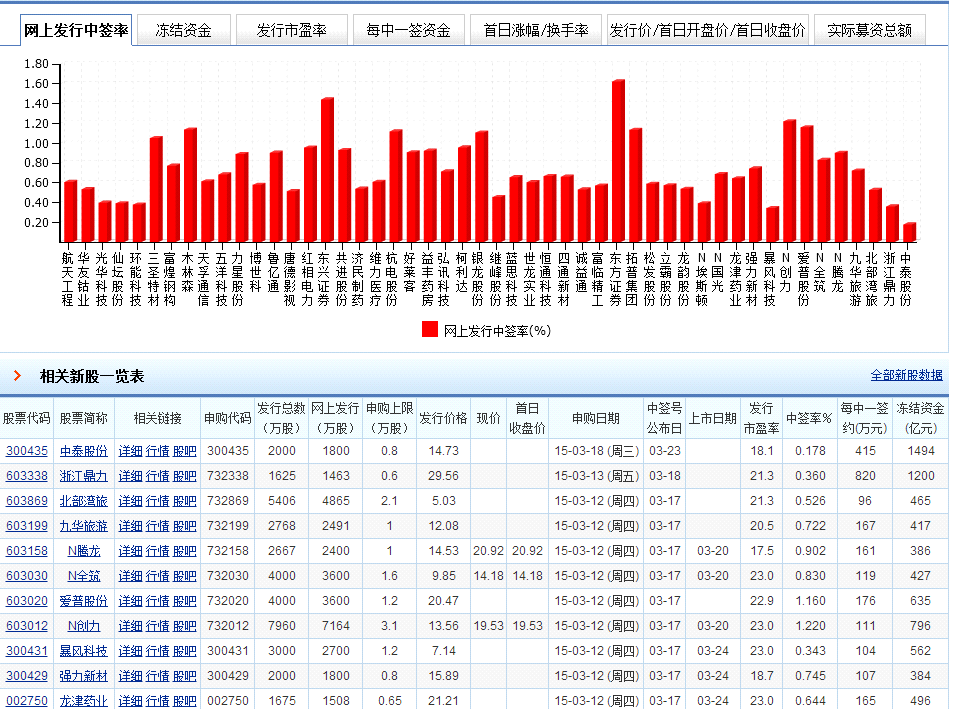 网上发行中签率 冻结资金 发行市盈率 每中一签资金 首日涨幅/换手率 发行价/首日开盘价/首日收盘价 实际募资总额
1.80
1.60
1.40
1.20
1.00
0.80
0.60
0.40
0.20
航天工程 华友钴业 光华科技 仙坛股份 环能科技 三圣特材 富煌钢构 木林森 天孚通信 五洋科技 力星股份 博世科 鲁亿通 唐德影视 红相电力 东兴证券 共进股份 济民制药 维力医疗 杭电股份 好莱客 益丰药房 弘讯科技 柯利达 银龙股份 继峰股份 蓝思科技 世龙实业 恒通科技 四通新材 诚益通 富临精工 东方证券 拓普集团 松发股份 立霸股份 龙韵股份 N埃斯顿 N国光 龙津药业 强力新材 暴风科技 N创力 爱普股份 N全筑 N腾龙 九华旅游 北部湾旅 浙江鼎力 中泰股份
网上发行中签率(%)
相关新股一览表 全部新股数据
股票代码 股票简称 相关链接 申购代码 发行总数(万股) 网上发行(万股) 申购上限(万股) 发行价格 现价 首日收盘价 申购日期 中签号公布日 上市日期 发行市盈率 中签率% 每中一签约(万元) 冻结资金(亿元)
300435 中泰股份 详细 行情 股吧 300435 2000 1800 0.8 14.73 15-03-18 (周三) 03-23 18.1 0.178 415 1494
603338 浙江鼎力 详细 行情 股吧 732338 1625 1463 0.6 29.56 15-03-13 (周五) 03-18 21.3 0.360 820 1200
603869 北部湾旅 详细 行情 股吧 732869 5406 4865 2.1 5.03 15-03-12 (周四) 03-17 21.3 0.526 96 465
603199 九华旅游 详细 行情 股吧 732199 2768 2491 1 12.08 15-03-12 (周四) 03-17 20.5 0.722 167 417
603158 N腾龙 详细 行情 股吧 732158 2667 2400 1 14.53 20.92 20.92 15-03-12 (周四) 03-17 03-20 17.5 0.902 161 386
603030 N全筑 详细 行情 股吧 732030 4000 3600 1.6 9.85 14.18 14.18 15-03-12 (周四) 03-17 03-20 23.0 0.830 119 427
603020 爱普股份 详细 行情 股吧 732020 4000 3600 1.2 20.47 15-03-12 (周四) 03-17 22.9 1.160 176 635
603012 N创力 详细 行情 股吧 732012 7960 7164 3.1 13.56 19.53 19.53 15-03-12 (周四) 03-17 03-20 23.0 1.220 111 796
300431 暴风科技 详细 行情 股吧 300431 3000 2700 1.2 7.14 15-03-12 (周四) 03-17 03-24 23.0 0.343 104 562
300429 强力新材 详细 行情 股吧 300429 2000 1800 0.8 15.89 15-03-12 (周四) 03-17 03-24 18.7 0.745 107 384
002750 龙津药业 详细 行情 股吧 002750 1675 1508 0.65 21.21 15-03-12 (周四) 03-17 03-24 23.0 0.644 165 496